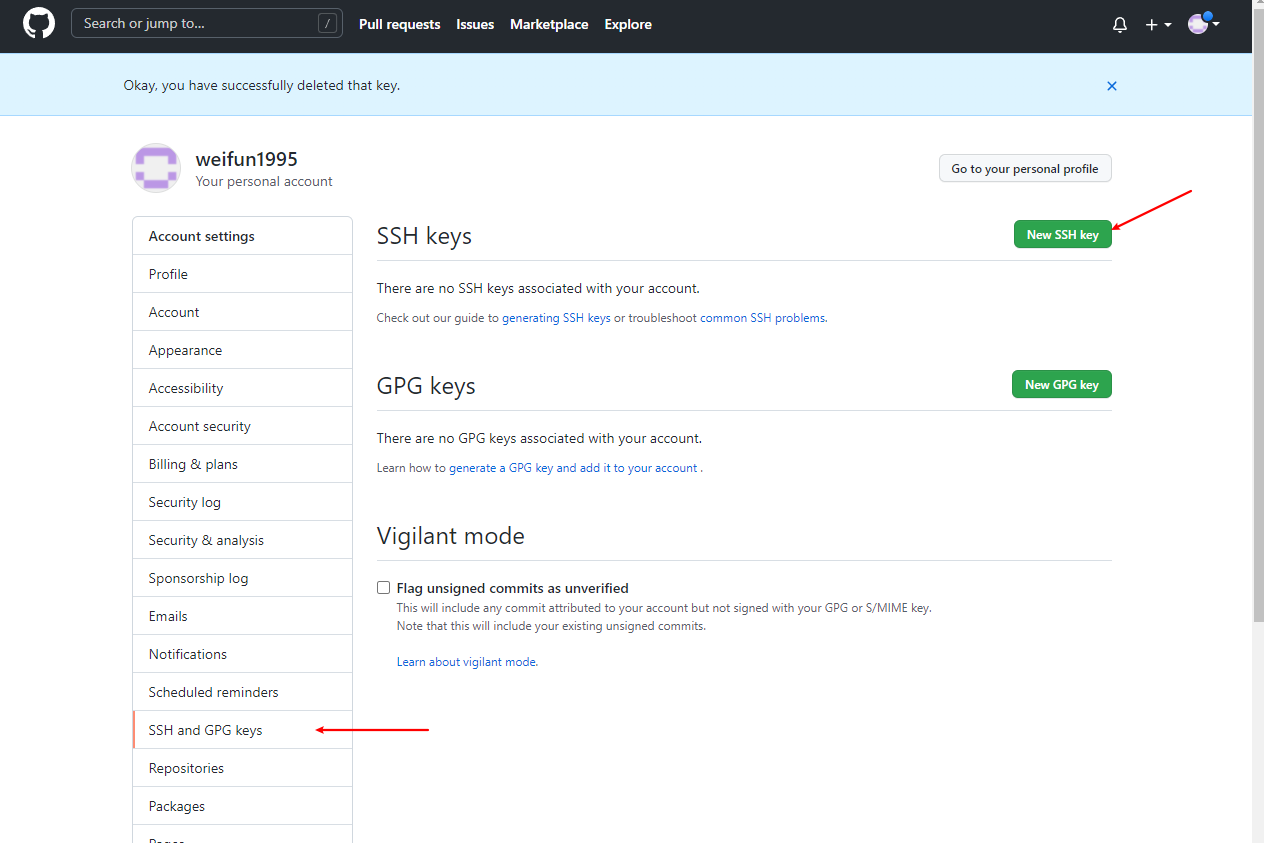 Search or jump to... /
Pull requests Issues Marketplace Explore
Okay, you have successfully deleted that key.
weifun1995
Your personal account
Go to your personal profile
Account settings
Profile
Account
Appearance
Accessibility
Account security
Billing & plans
Security log
Security & analysis
Sponsorship log
Emails
Notifications
Scheduled reminders
SSH and GPG keys
Repositories
Packages
Pages
SSH keys
New SSH key
There are no SSH keys associated with your account.
Check out our guide to generating SSH keys or troubleshoot common SSH problems.
GPG keys
New GPG key
There are no GPG keys associated with your account.
Learn how to generate a GPG key and add it to your account .
Vigilant mode
Flag unsigned commits as unverified
This will include any commit attributed to your account but not signed with your GPG or S/MIME key.
Note that this will include your existing unsigned commits.
Learn about vigilant mode.